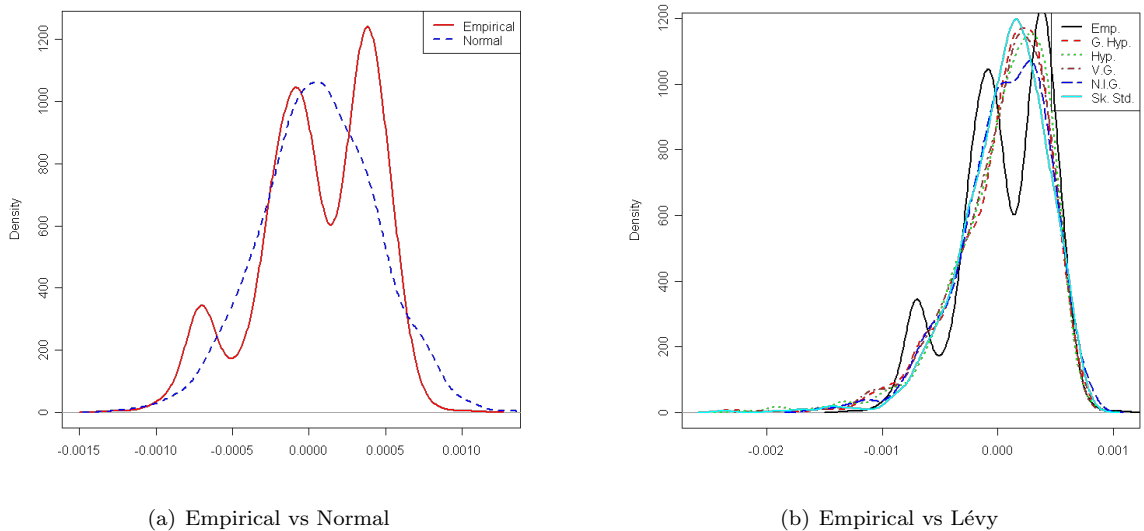 Density
0 200 400 600 800 1000 1200
-0.0015 -0.0010 -0.0005 0.0000 0.0005 0.0010
Empirical
Normal
(a) Empirical vs Normal
Density
0 200 400 600 800 1000 1200
-0.002 -0.001 0.000 0.001
Emp.
G. Hyp.
Hyp.
V.G.
N.I.G.
Sk. Std.
(b) Empirical vs Lévy